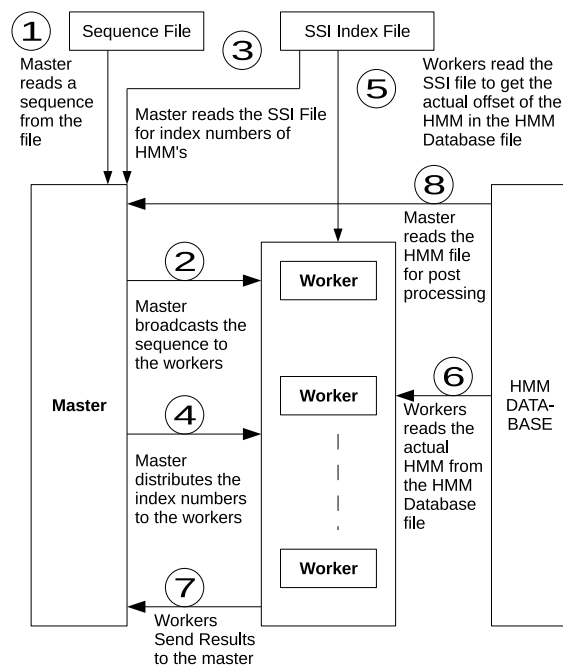 1
Sequence File
Master
reads a
sequence
from the
file
3
SSI Index File
Master reads the SSI File
for index numbers of
HMM's
5
Workers read the
SSI file to get the
actual offset of the
HMM in the HMM
Database file
8
Master
reads the
HMM file
for post
processing
2
Master
broadcasts the
sequence to
the workers
Worker
Master
4
Master
distributes the
index numbers
to the workers
Worker
6
Workers
reads the
actual
HMM from
the HMM
Database
file
HMM
DATA-
BASE
Worker
7
Workers
Send Results
to the master